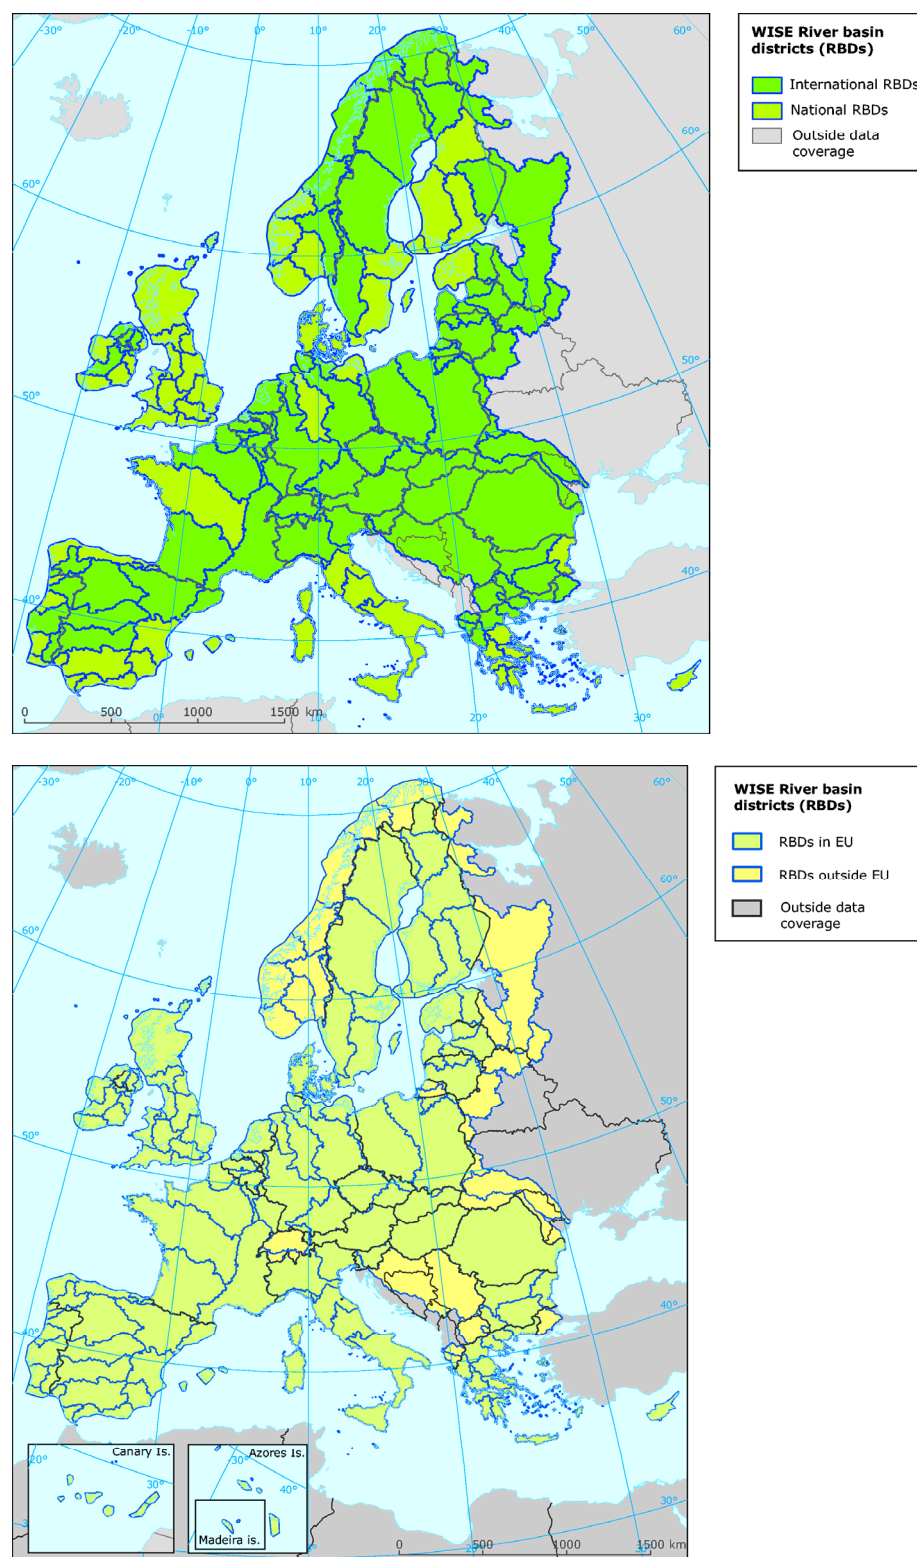 -30°
-20°
-10°
0°
10°
20°
30°
40°
50°
60°
60°
60°
50°
50°
40°
40°
0
500
1000
1500 km
0°
10°
20°
30°
WISE River basin
districts (RBDs)
International RBDs
National RBDs
Outside data
coverage
-30°
-20°
-10°
0°
10°
20°
30°
40°
50°
60°
60°
60°
50°
50°
40°
40°
30°
WISE River basin
districts (RBDs)
RBDs in EU
RBDs outside EU
Outside data
coverage
Canary Is.
20°
30°
Azores Is.
-30°
40°
Madeira is.
0
500
1000
1500 km